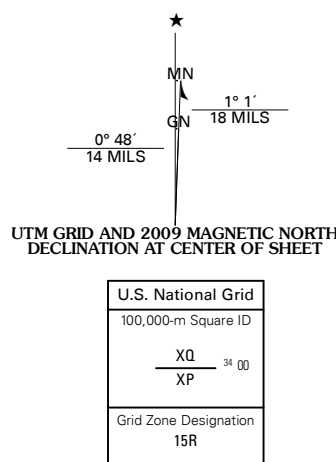 ★
MN
1° 1´
18 MILS
GN
0° 48´
14 MILS
UTM GRID AND 2009 MAGNETIC NORTH
DECLINATION AT CENTER OF SHEET
U.S. National Grid
100,000-m Square ID
XQ
34 00
XP
Grid Zone Designation
15R